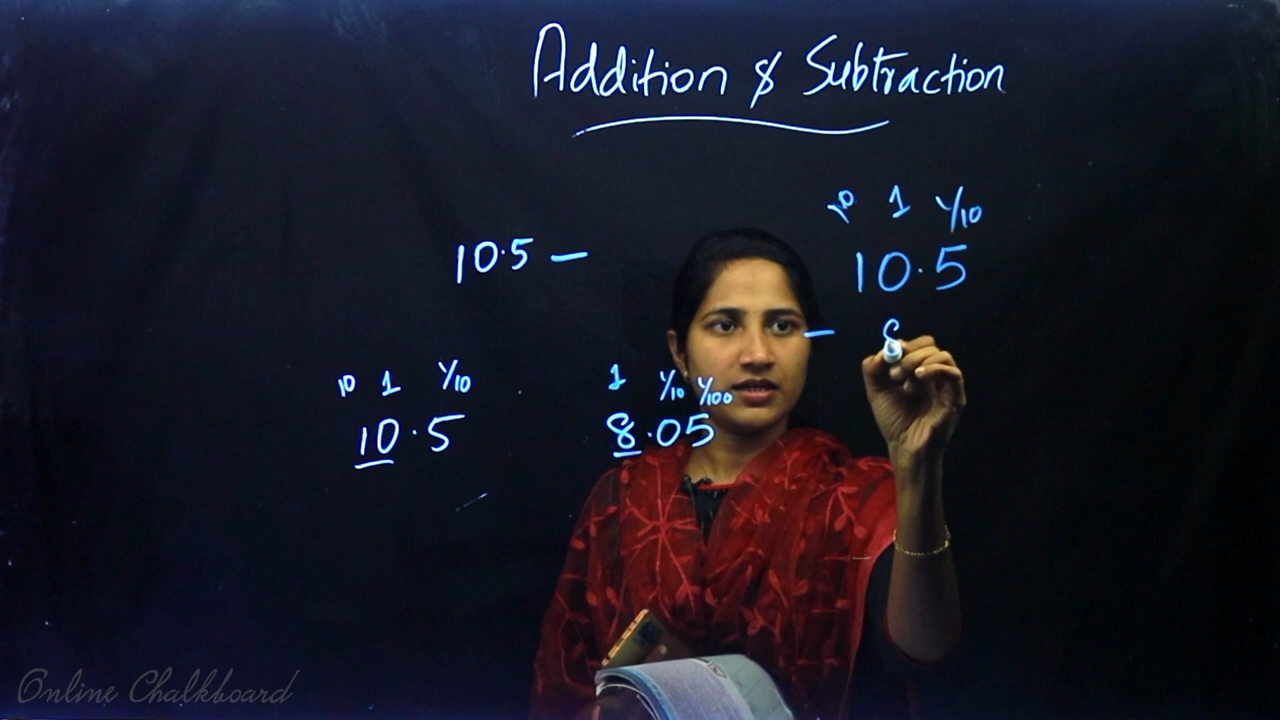 Addition & Subtraction
10 1 1/10
10.5 -
10.5
-
10 1 1/10
10.5
1 1/10 1/100
8.05
Online Chalkboard